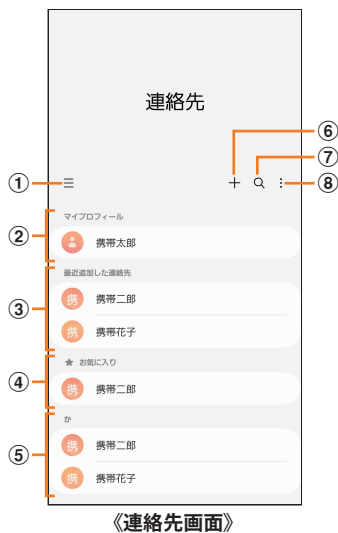 連絡先
⑥
⑦
① ⑧
マイプロフィール
② 携帯太郎
最近追加した連絡先
携 携帯二郎
③
携 携帯花子
★ お気に入り
④ 携 携帯二郎
か
携 携帯二郎
⑤
携 携帯花子
《連絡先画面》